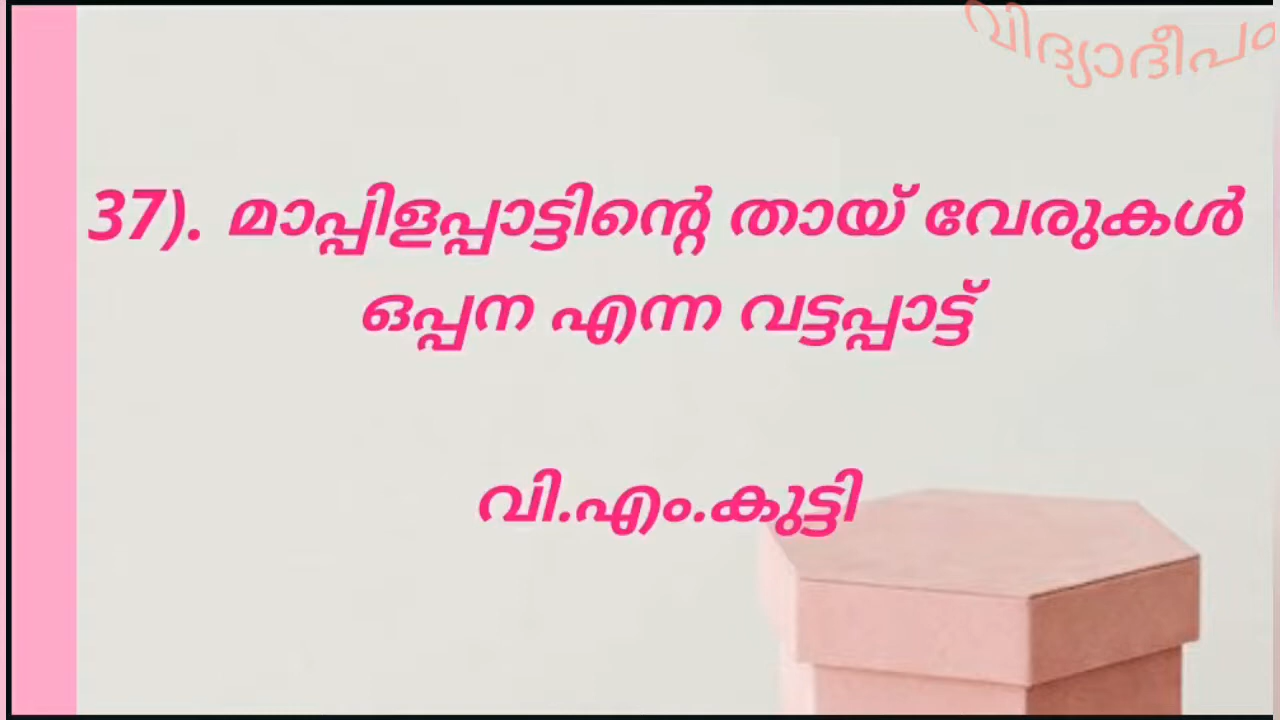 വിദ്യാദീപം
37). മാപ്പിളപ്പാട്ടിന്റെ തായ് വേരുകൾ
ഒപ്പന എന്ന വട്ടപ്പാട്ട്
വി.എം.കുട്ടി